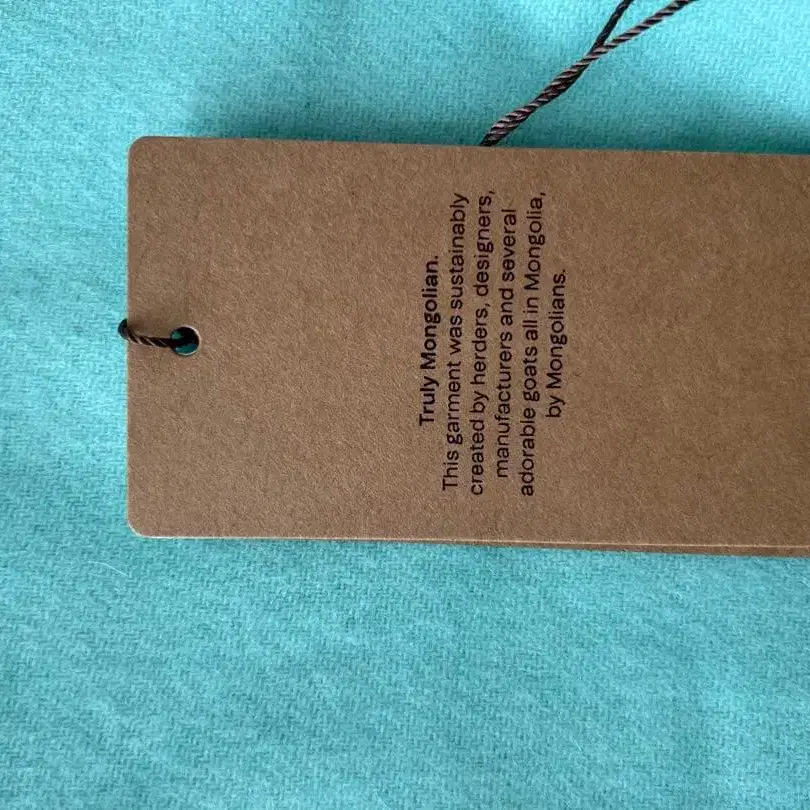 Truly Mongolian.
This garment was sustainably
created by herders, designers,
manufacturers and several
adorable goats all in Mongolia,
by Mongolians.